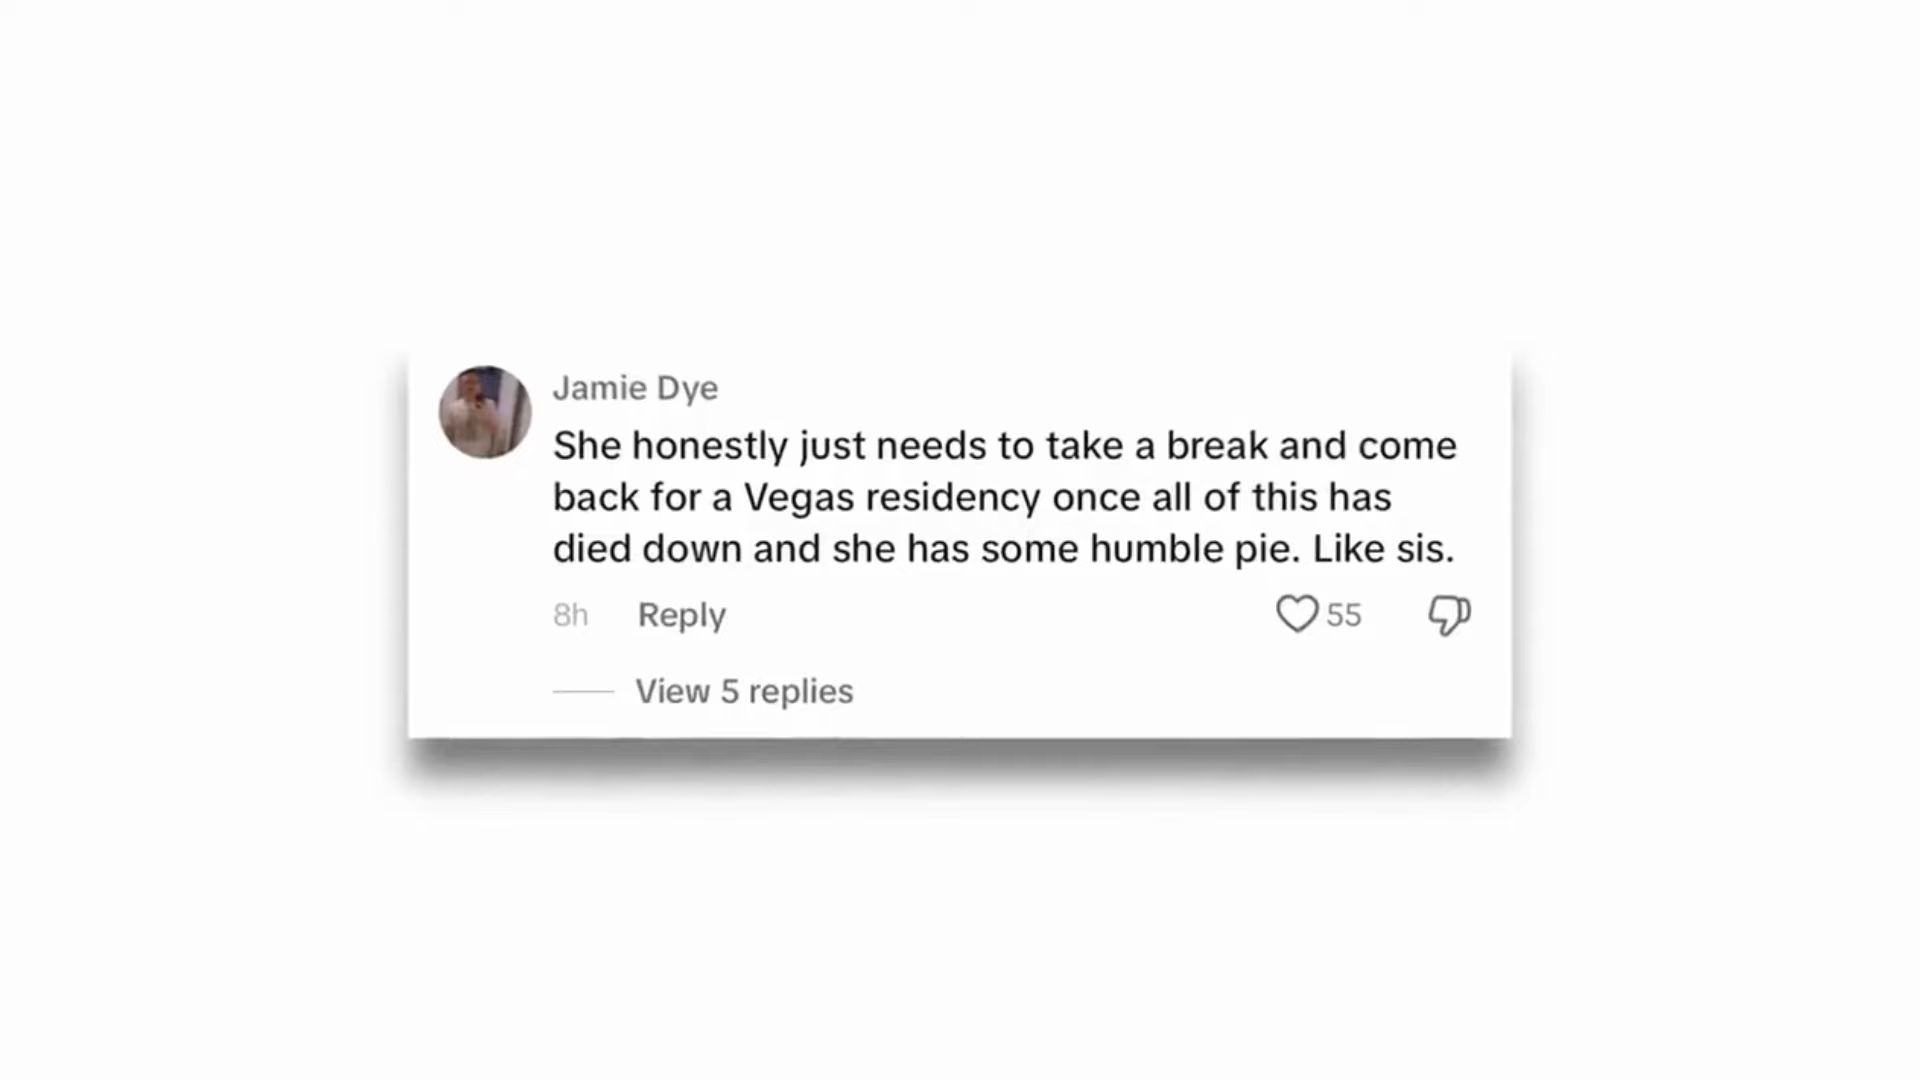 Jamie Dye
She honestly just needs to take a break and come
back for a Vegas residency once all of this has
died down and she has some humble pie. Like sis.
8h Reply 55
View 5 replies